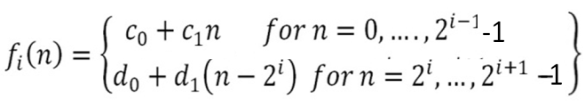 f_i(n) = { c_0 + c_1n for n = 0, …., 2^{i-1}-1
d_0 + d_1(n − 2^i) for n = 2^i, …, 2^{i+1} −1 }